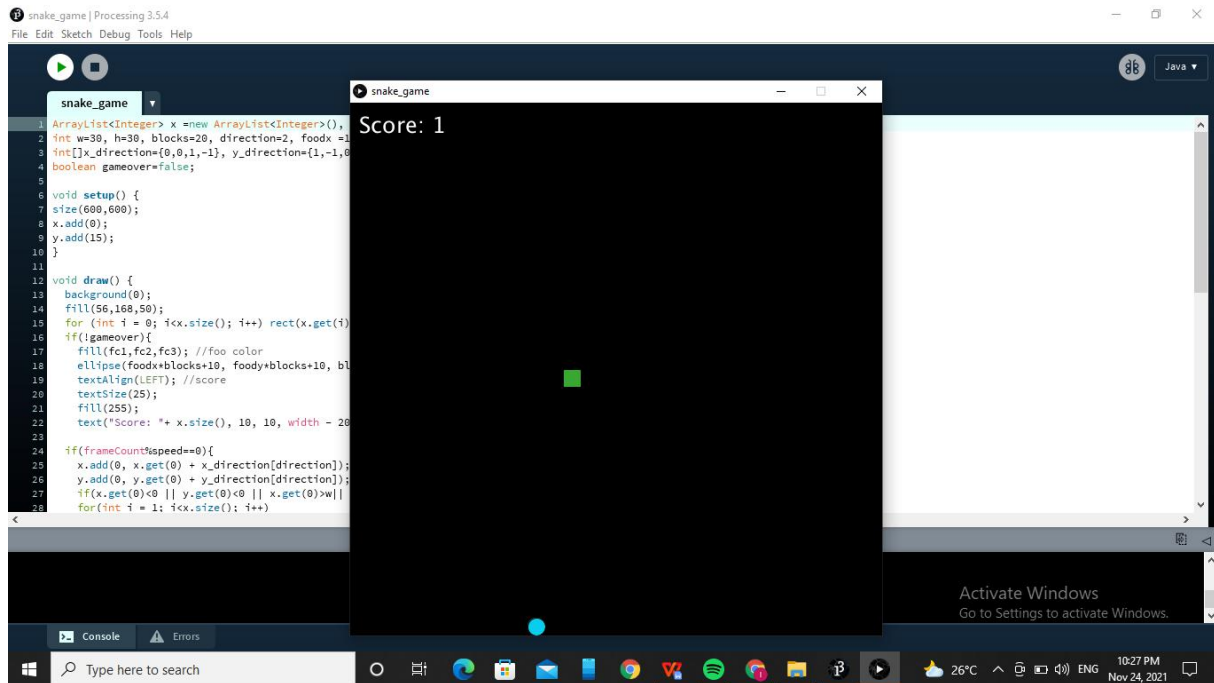 snake_game | Processing 3.5.4
File Edit Sketch Debug Tools Help
Java ▾
snake_game ▼
1 ArrayList<Integer> x =new ArrayList<Integer>(),
2 int w=30, h=30, blocks=20, direction=2, foodx =1
3 int[]x_direction={0,0,1,-1}, y_direction={1,-1,0
4 boolean gameover=false;
5
6 void setup() {
7 size(600,600);
8 x.add(0);
9 y.add(15);
10 }
11
12 void draw() {
13 background(0);
14 fill(56,168,50);
15 for (int i = 0; i<x.size(); i++) rect(x.get(i)
16 if(!gameover){
17 fill(fc1,fc2,fc3); //foo color
18 ellipse(foodx*blocks+10, foody*blocks+10, bl
19 textAlign(LEFT); //score
20 textSize(25);
21 fill(255);
22 text("Score: "+ x.size(), 10, 10, width - 20
23
24 if(frameCount%speed==0){
25 x.add(0, x.get(0) + x_direction[direction]);
26 y.add(0, y.get(0) + y_direction[direction]);
27 if(x.get(0)<0 || y.get(0)<0 || x.get(0)>w||
28 for(int i = 1; i<x.size(); i++)
snake_game
Score: 1
Activate Windows
Go to Settings to activate Windows.
Console Errors
Type here to search
26°C ENG 10:27 PM
Nov 24, 2021